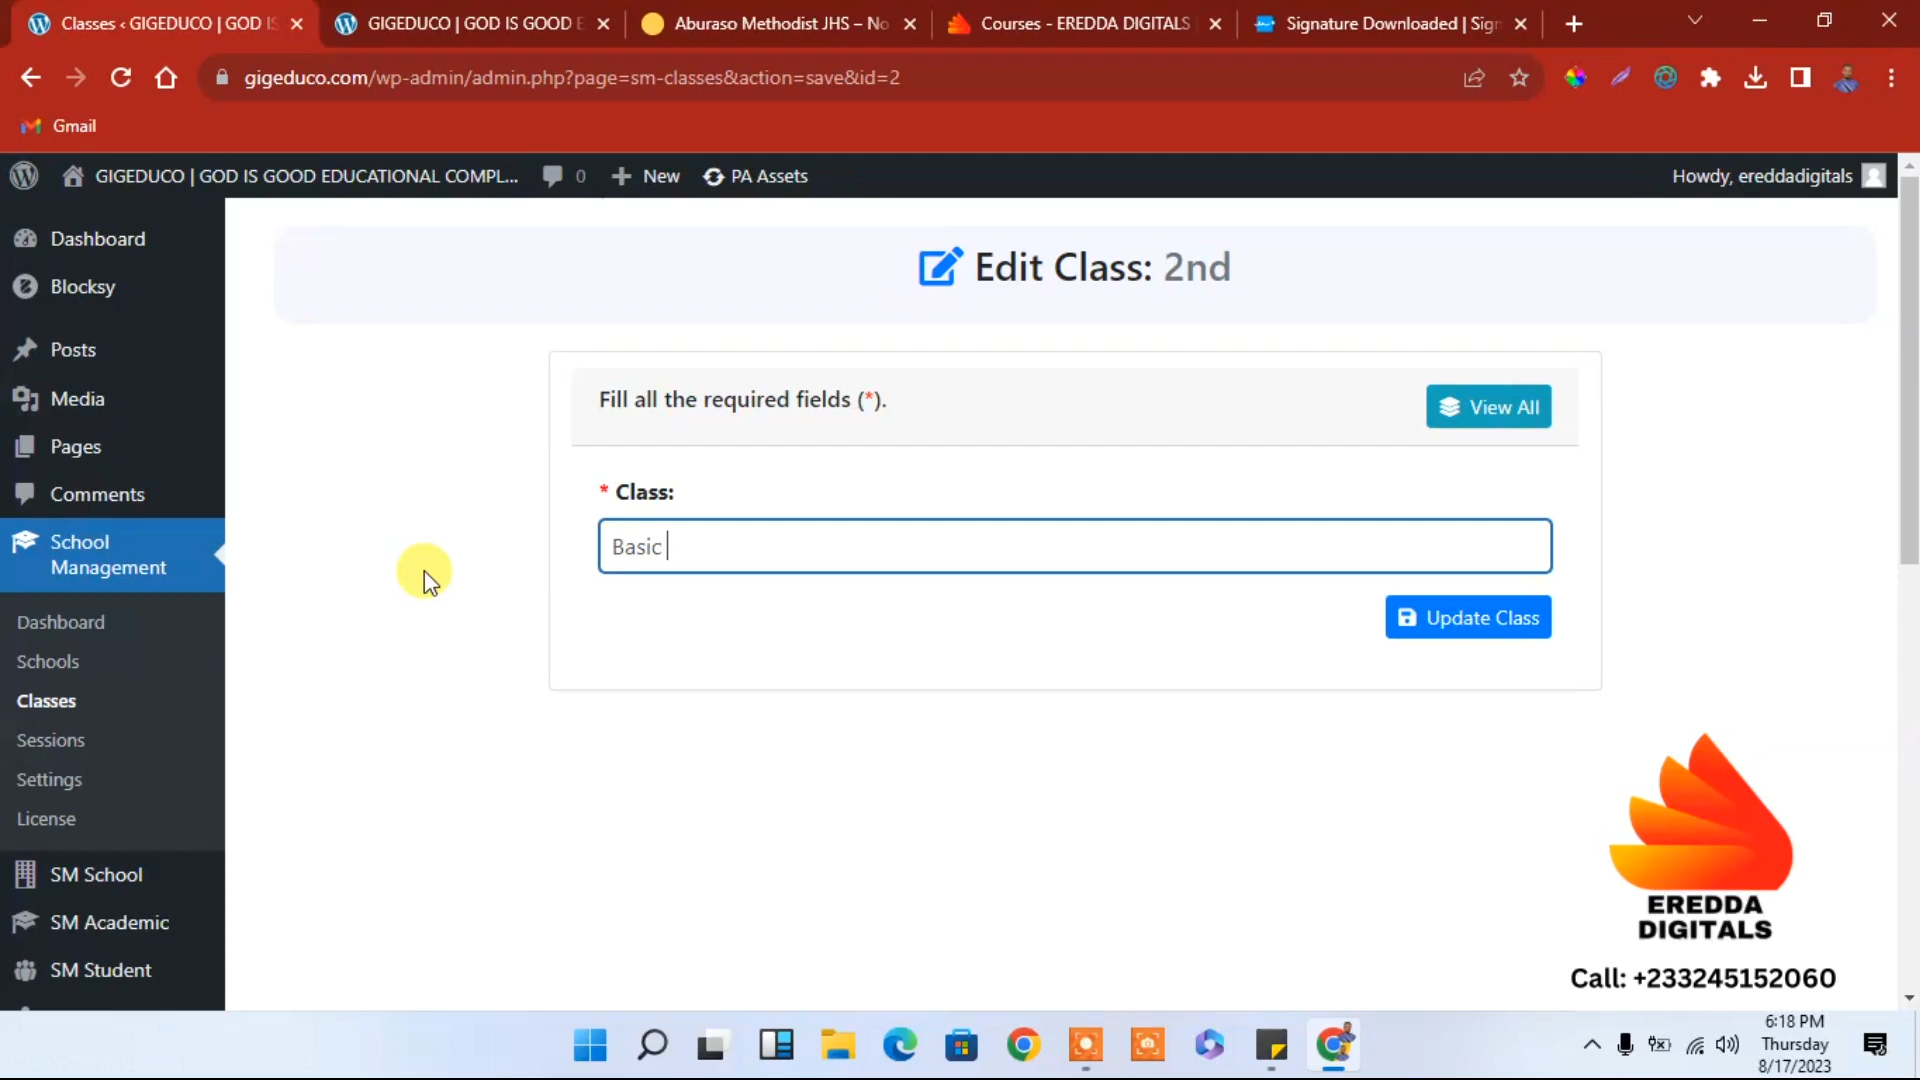 Classes ‹ GIGEDUCO | GOD IS
GIGEDUCO | GOD IS GOOD E
Aburaso Methodist JHS – No
Courses - EREDDA DIGITALS
Signature Downloaded | Sign
gigeduco.com/wp-admin/admin.php?page=sm-classes&action=save&id=2
Gmail
GIGEDUCO | GOD IS GOOD EDUCATIONAL COMPL...
0
New
PA Assets
Howdy, ereddadigitals
Dashboard
Blocksy
Posts
Media
Pages
Comments
School
Management
Dashboard
Schools
Classes
Sessions
Settings
License
SM School
SM Academic
SM Student
Edit Class: 2nd
Fill all the required fields (*).
View All
* Class:
Basic
Update Class
EREDDA
DIGITALS
Call: +233245152060
6:18 PM
Thursday
8/17/2023